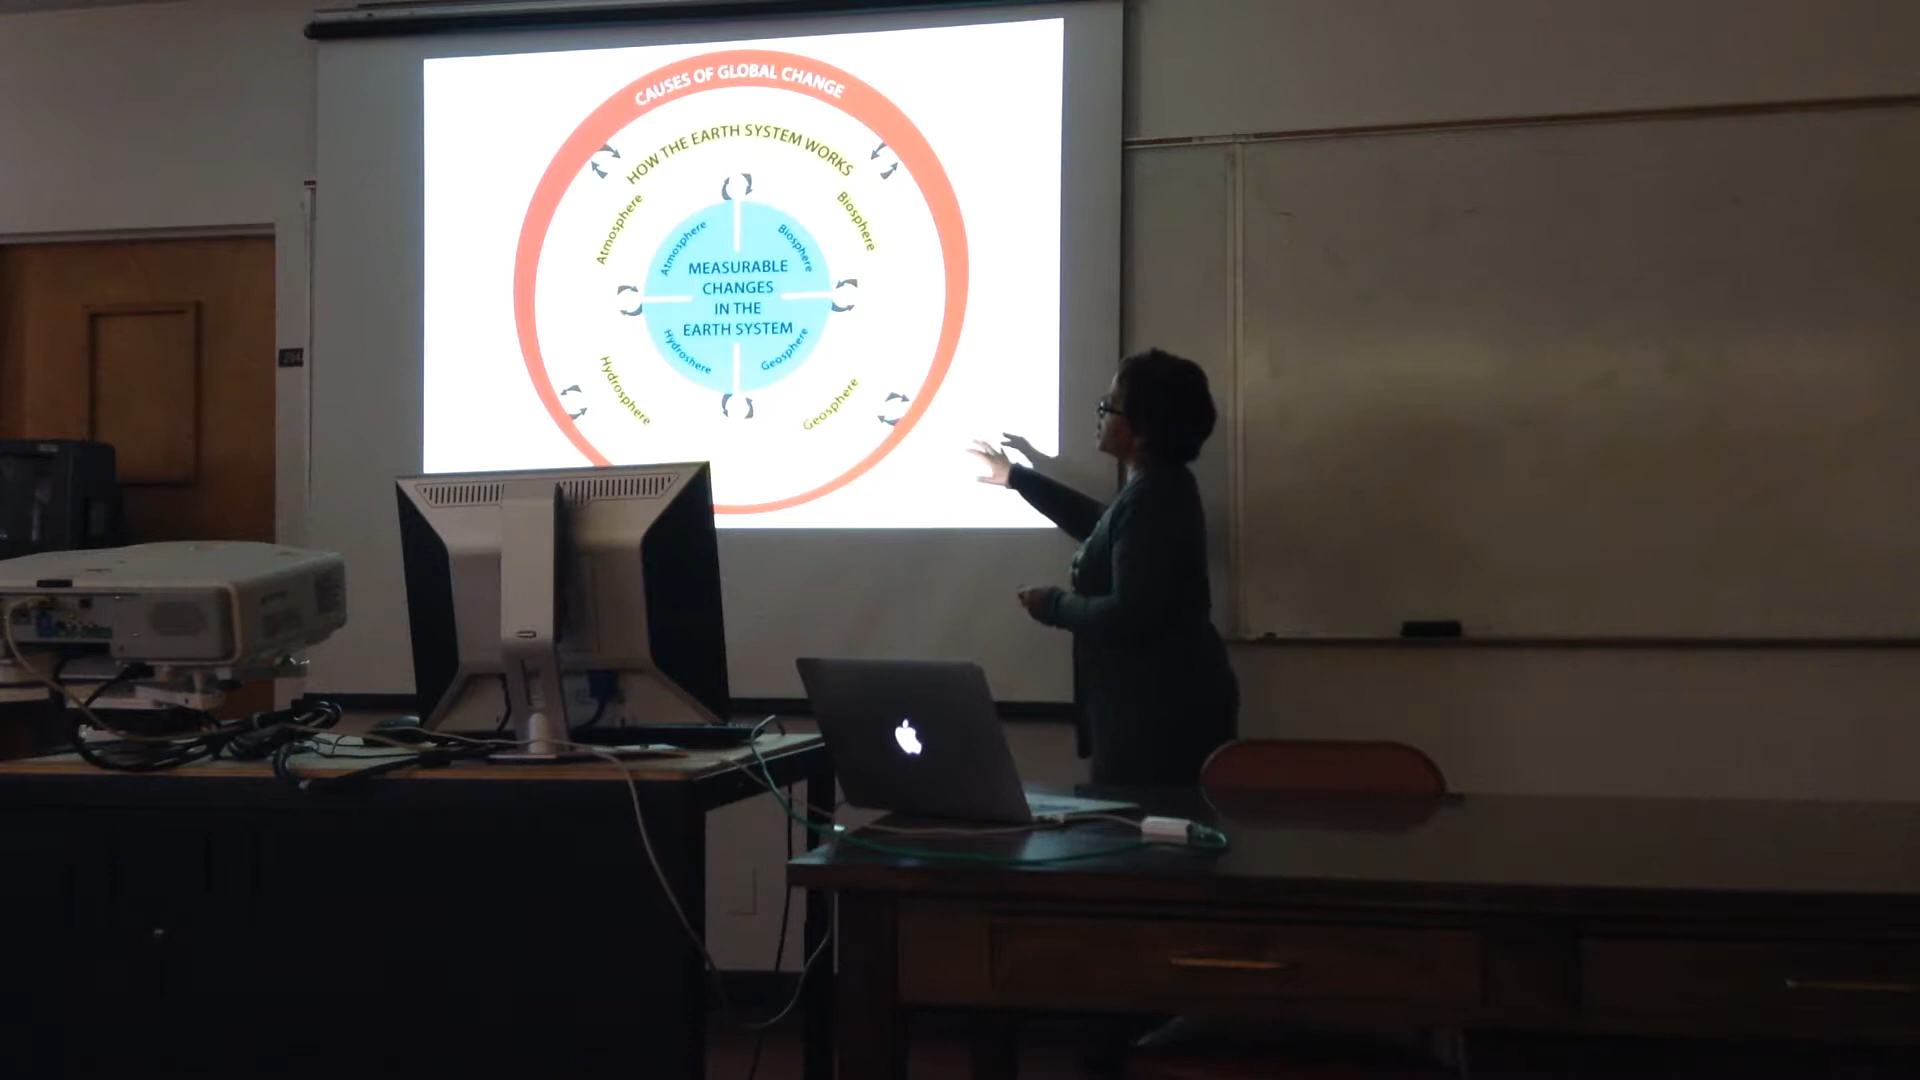 CAUSES OF GLOBAL CHANGE
HOW THE EARTH SYSTEM WORKS
Atmosphere
Biosphere
Atmosphere
Biosphere
MEASURABLE
CHANGES
IN THE
EARTH SYSTEM
Hydroshere
Geosphere
Hydrosphere
Geosphere